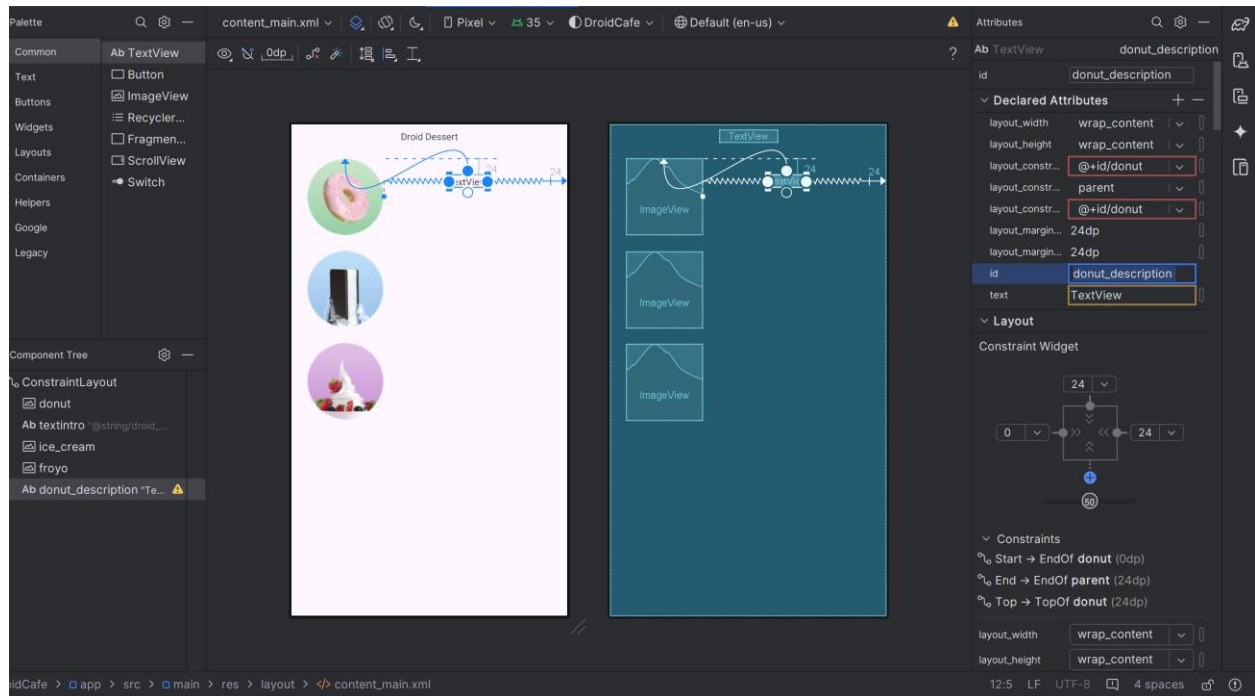 Palette
content_main.xml
Pixel
35
DroidCafe
Default (en-us)
Attributes
Common
Text
Buttons
Widgets
Layouts
Containers
Helpers
Google
Legacy
Ab TextView
Button
ImageView
Recycler...
Fragmen...
ScrollView
Switch
0dp
?
Droid Dessert
24
24
TextView
24
24
ImageView
ImageView
ImageView
Component Tree
ConstraintLayout
donut
Ab textintro "@string/droid_...
ice_cream
froyo
Ab donut_description "Te...
Ab TextView donut_description
id donut_description
Declared Attributes
layout_width wrap_content
layout_height wrap_content
layout_constr... @+id/donut
layout_constr... parent
layout_constr... @+id/donut
layout_margin... 24dp
layout_margin... 24dp
id donut_description
text TextView
Layout
Constraint Widget
24
0
24
50
Constraints
Start → EndOf donut (0dp)
End → EndOf parent (24dp)
Top → TopOf donut (24dp)
layout_width wrap_content
layout_height wrap_content
idCafe > app > src > main > res > layout > content_main.xml
12:5 LF UTF-8 4 spaces